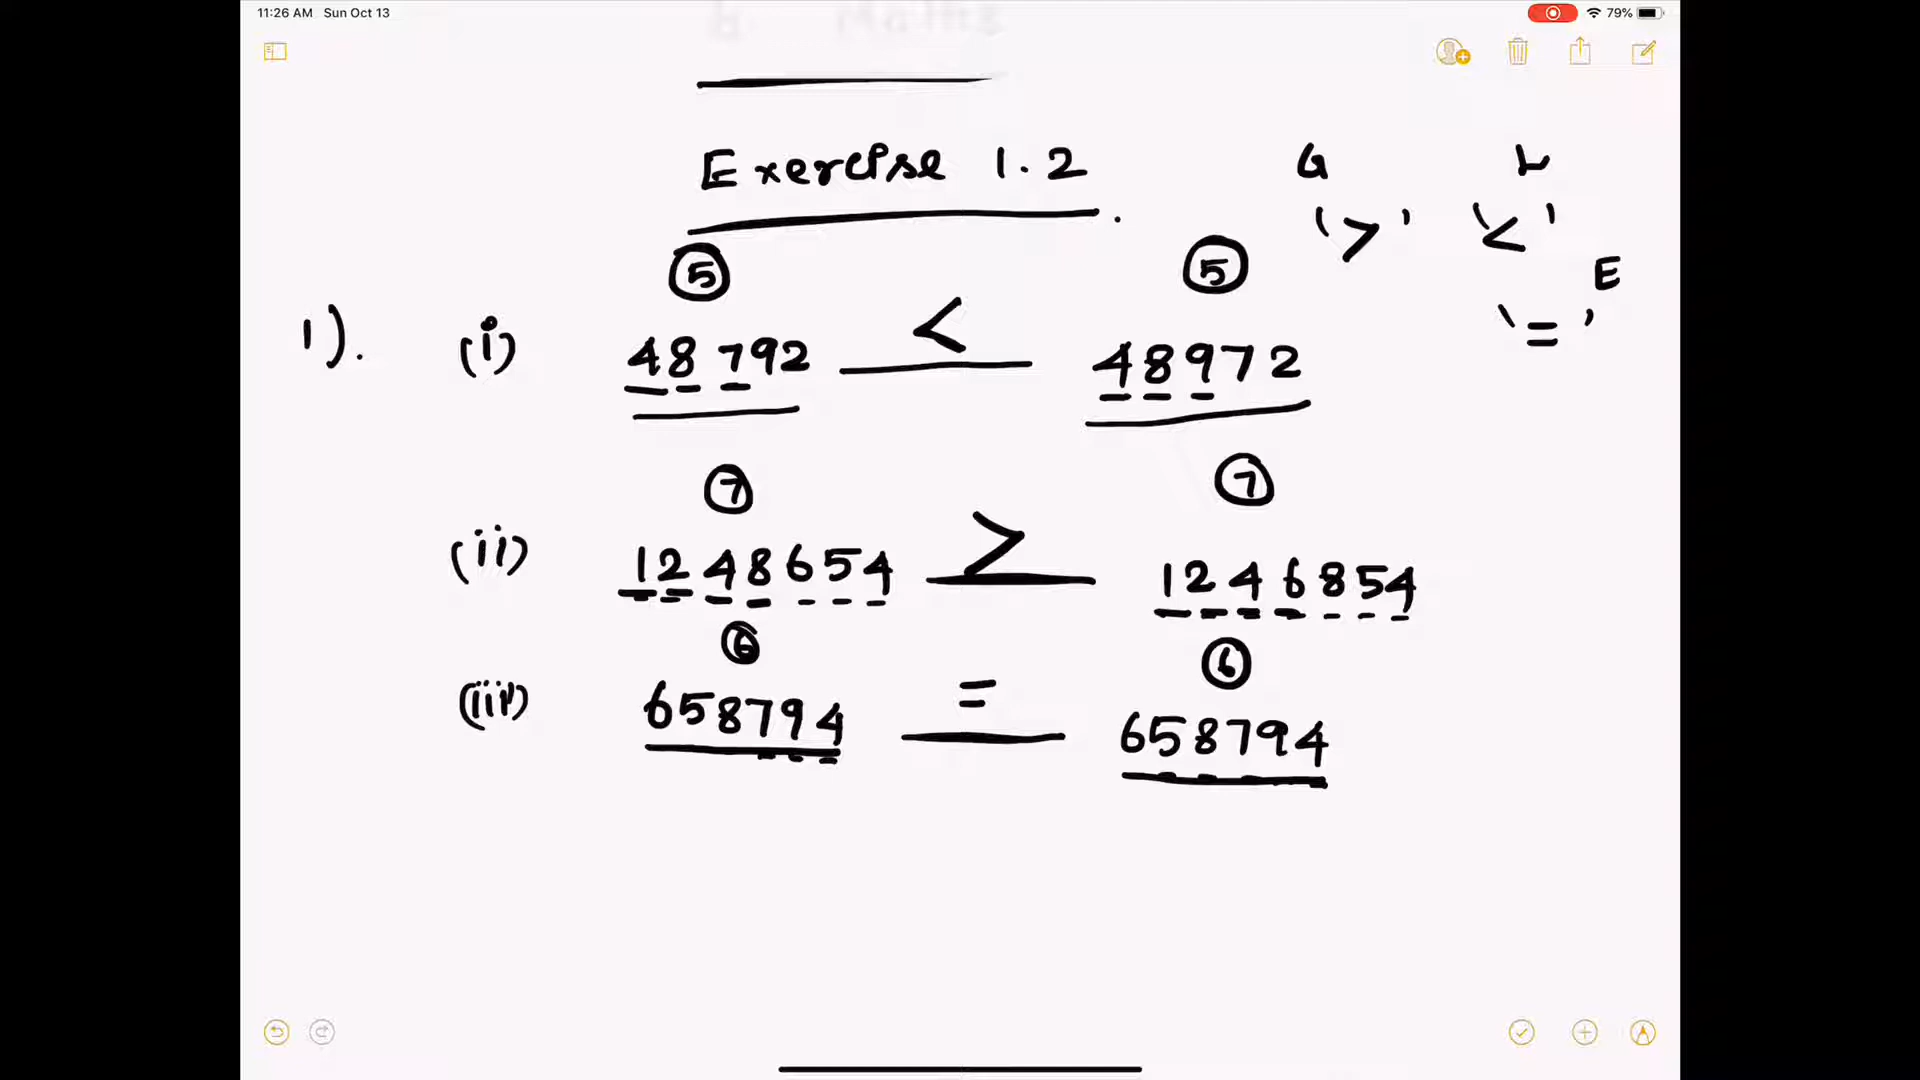 11:26 AM Sun Oct 13
79%
Exercise 1.2
G L
'>' '<'
E
'='
5 5
1). (i) 48792 < 48972
7 7
(ii) 1248654 > 1246854
6 6
(iii) 658794 = 658794